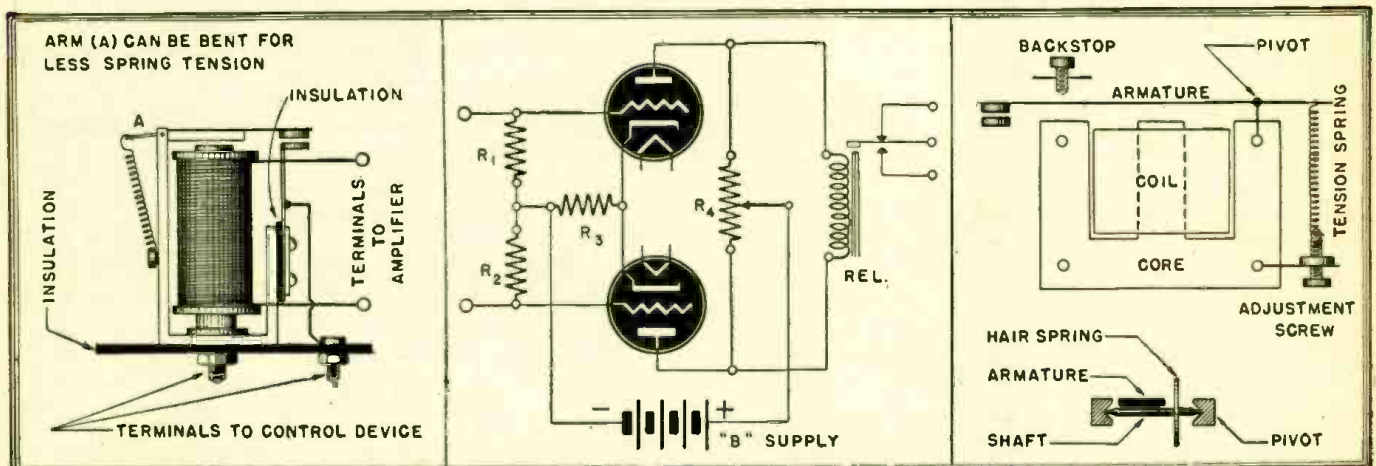 ARM (A) CAN BE BENT FOR
LESS SPRING TENSION
INSULATION
A
INSULATION
TERMINALS
TO
AMPLIFIER
TERMINALS TO CONTROL DEVICE
R1
R2
R3
R4
REL.
- +
"B" SUPPLY
BACKSTOP
PIVOT
ARMATURE
COIL
CORE
TENSION SPRING
ADJUSTMENT
SCREW
HAIR SPRING
ARMATURE
SHAFT
PIVOT